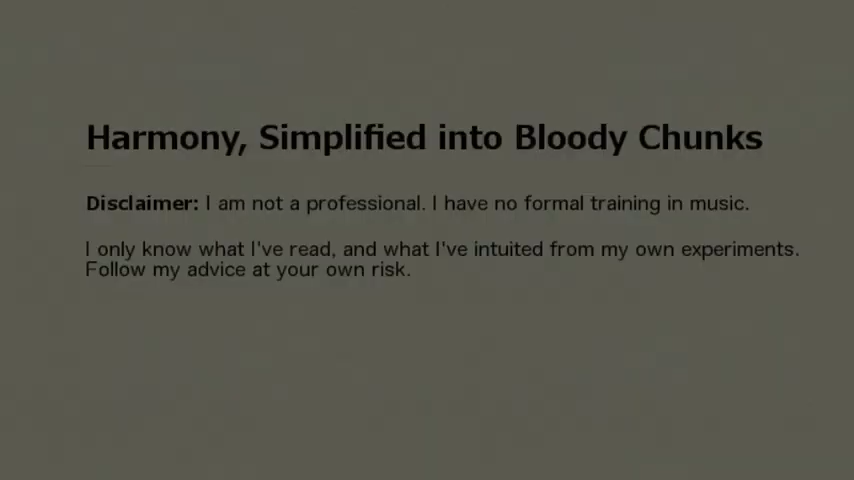 Harmony, Simplified into Bloody Chunks
Disclaimer: I am not a professional. I have no formal training in music.
I only know what I've read, and what I've intuited from my own experiments.
Follow my advice at your own risk.